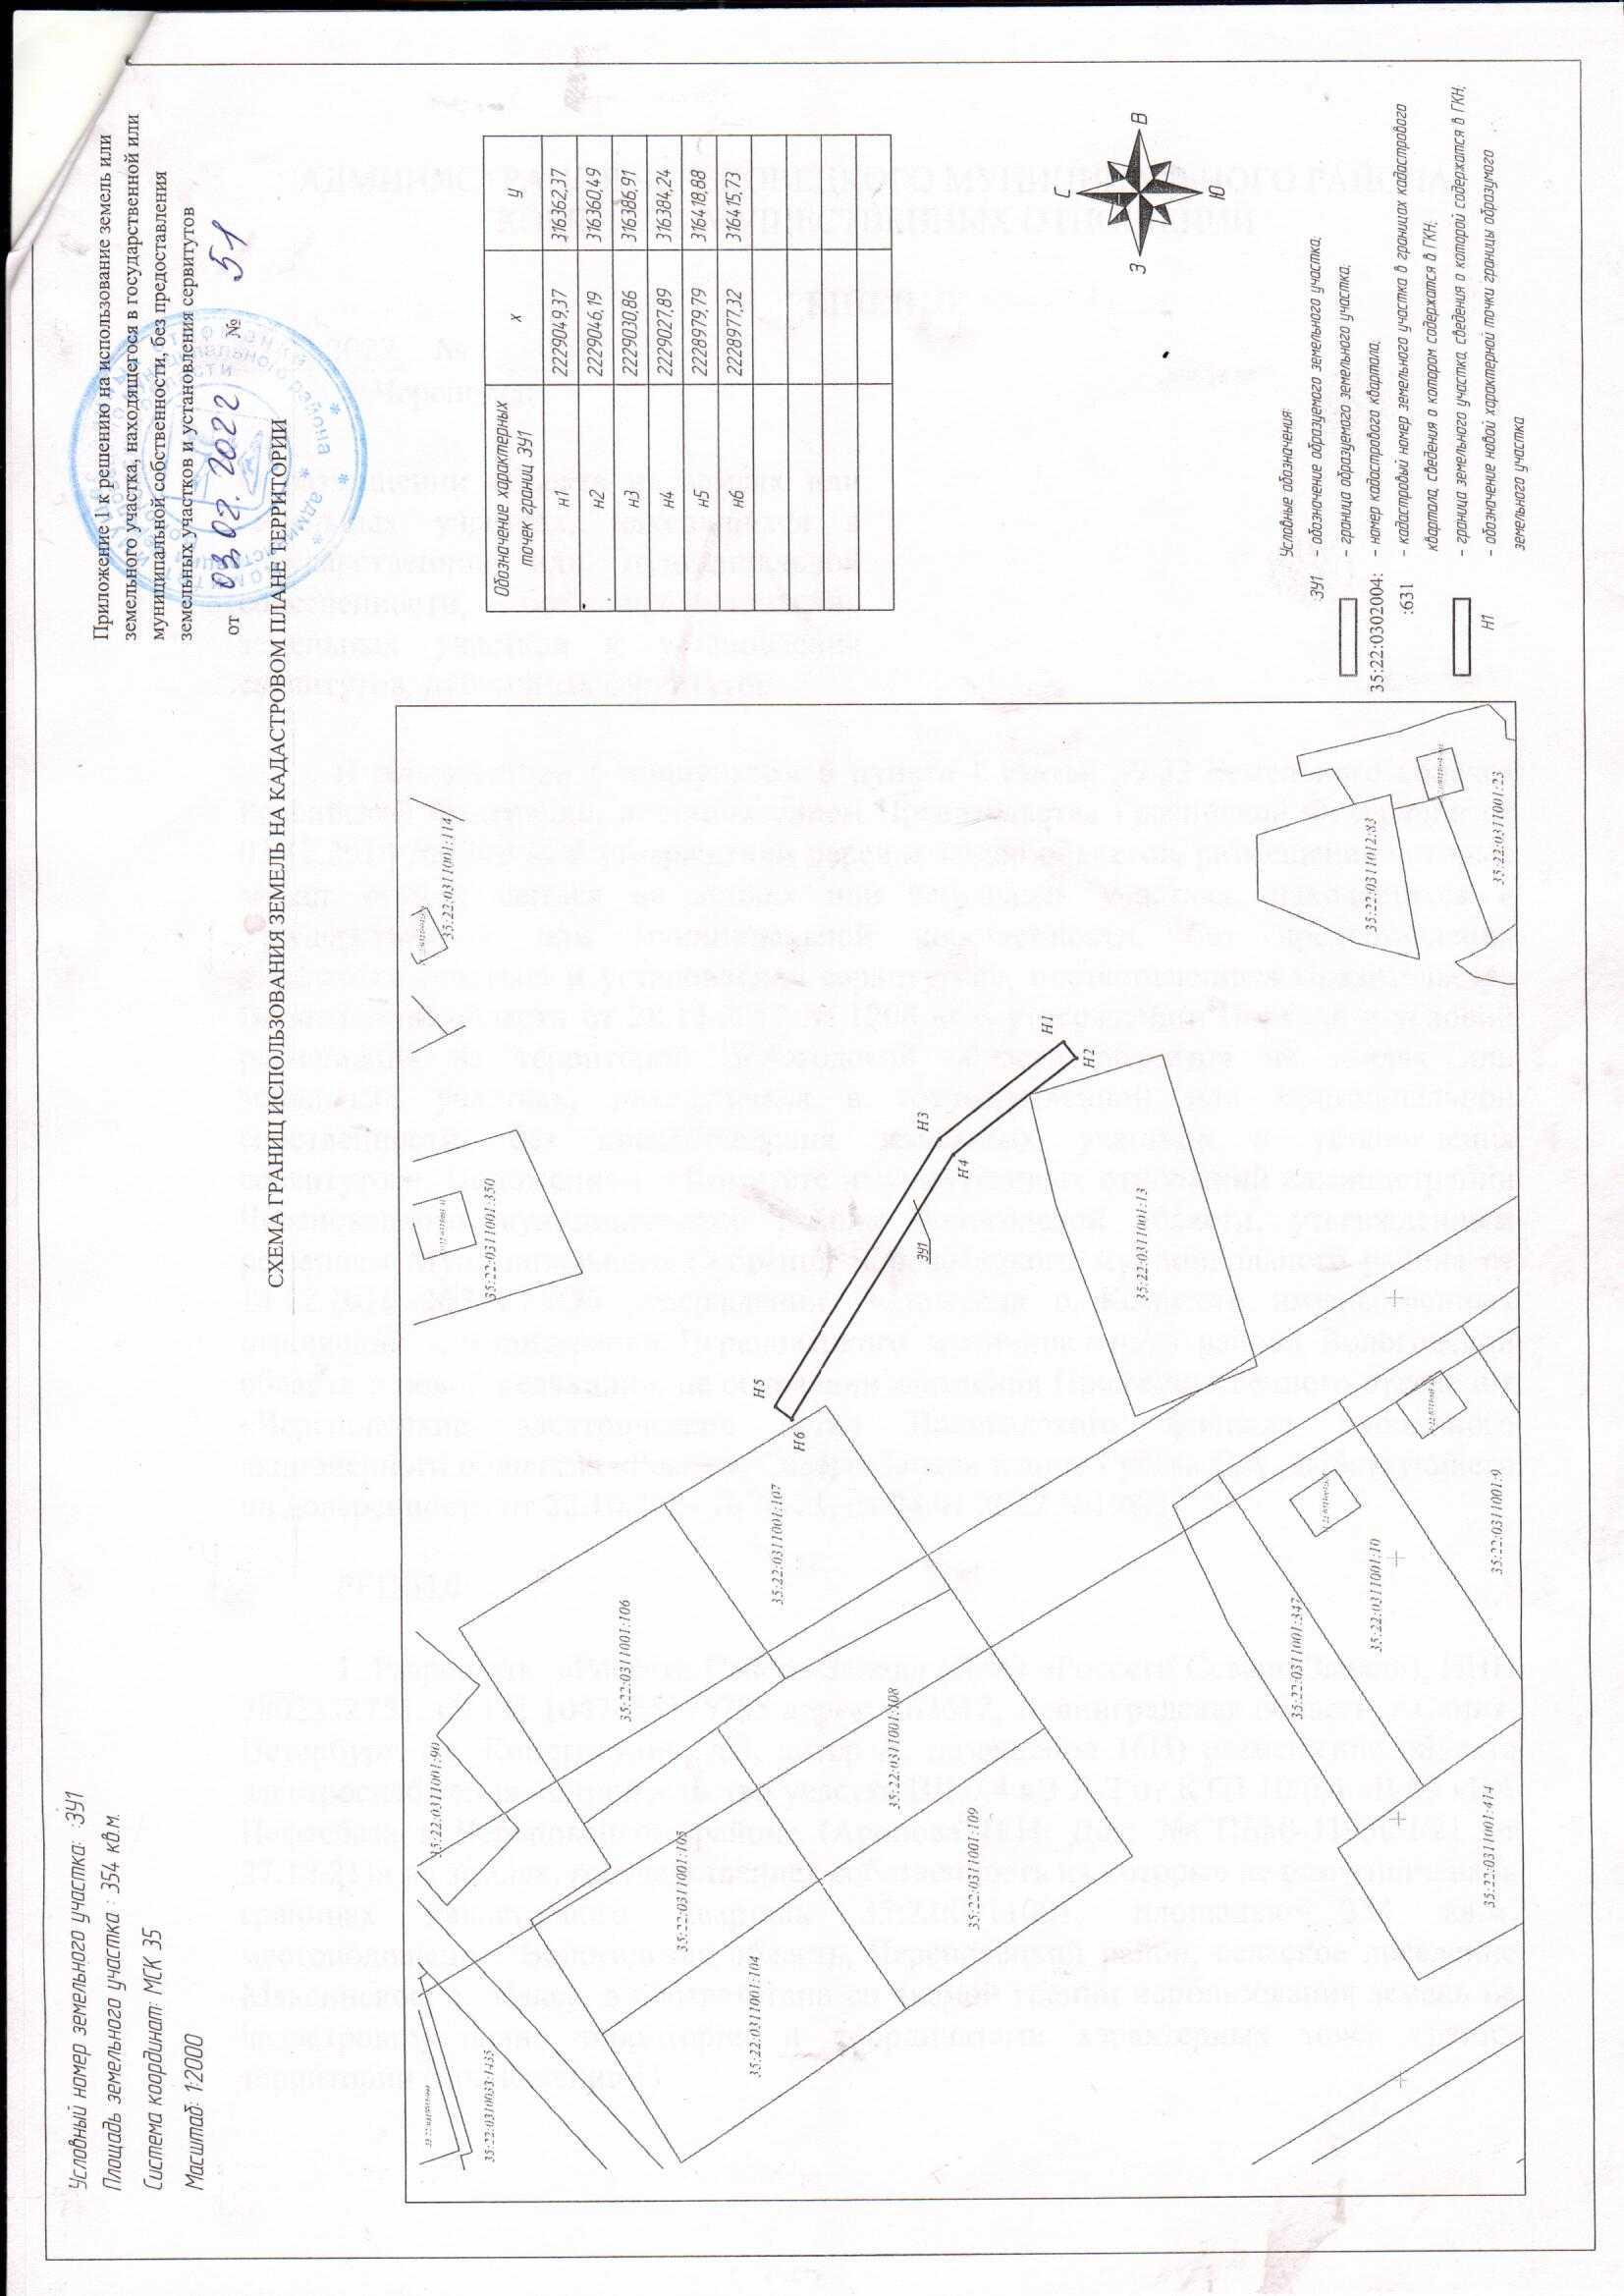 Условный номер земельного участка: :ЗУ1
Площадь земельного участка : 354 кв.м.
Система координат: МСК 35
Масштаб: 1:2000
Приложение 1 к решению на использование земель или
земельного участка, находящегося в государственной или
муниципальной собственности, без предоставления
земельных участков и установления сервитутов
от 03.02.2022 № 51
СХЕМА ГРАНИЦ ИСПОЛЬЗОВАНИЯ ЗЕМЕЛЬ НА КАДАСТРОВОМ ПЛАНЕ ТЕРРИТОРИИ
Обозначение характерных точек границ ЗУ1 x y
н1 2229049,37 316362,37
н2 2229046,19 316360,49
н3 2229030,86 316386,91
н4 2229027,89 316384,24
н5 2228979,79 316418,88
н6 2228977,32 316415,73
С
З В
Ю
Условные обозначения:
:ЗУ1 - обозначение образуемого земельного участка;
- граница образуемого земельного участка;
35:22:0302004: - номер кадастрового квартала;
:631 - кадастровый номер земельного участка в границах кадастрового
квартала, сведения о котором содержатся в ГКН;
- граница земельного участка, сведения о которой содержатся в ГКН;
Н1 - обозначение новой характерной точки границы образуемого
земельного участка
35:22:0311001:114
35:22:0311001:350
35:22:0311001:90
35:22:0310033:1435
35:22:0311001:106
35:22:0311001:107
35:22:0311001:105
35:22:0311001:104
35:22:0311001:108
35:22:0311001:109
Н5
Н6
Н3
Н4
Н1
Н2
:ЗУ1
35:22:0311001:13
35:22:0311012:83
35:22:0311001:23
35:22:0311001:347
35:22:0311001:10
35:22:0311001:9
35:22:0311001:414